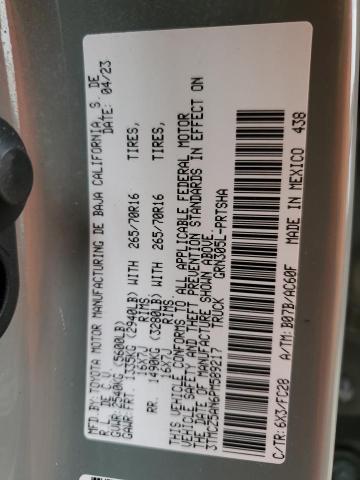 MFD.BY:TOYOTA MOTOR MANUFACTURING DE BAJA CALIFORNIA, S. DE
R. L. DE C.V. DATE: 04/23
GVWR:2540KG(5600LB)
GAWR:FRT. 1335KG(2940LB)WITH 265/70R16 TIRES,
16X7J RIMS,
RR. 1490KG(3280LB)WITH 265/70R16 TIRES,
16X7J RIMS
THIS VEHICLE CONFORMS TO ALL APPLICABLE FEDERAL MOTOR
VEHICLE SAFETY AND THEFT PREVENTION STANDARDS IN EFFECT ON
THE DATE OF MANUFACTURE SHOWN ABOVE.
3TMCZ5AN6PM589217 TRUCK GRN305L-PRTSHA
C/TR:6X3/FC20 A/TM:B07B/AC60F MADE IN MEXICO 438